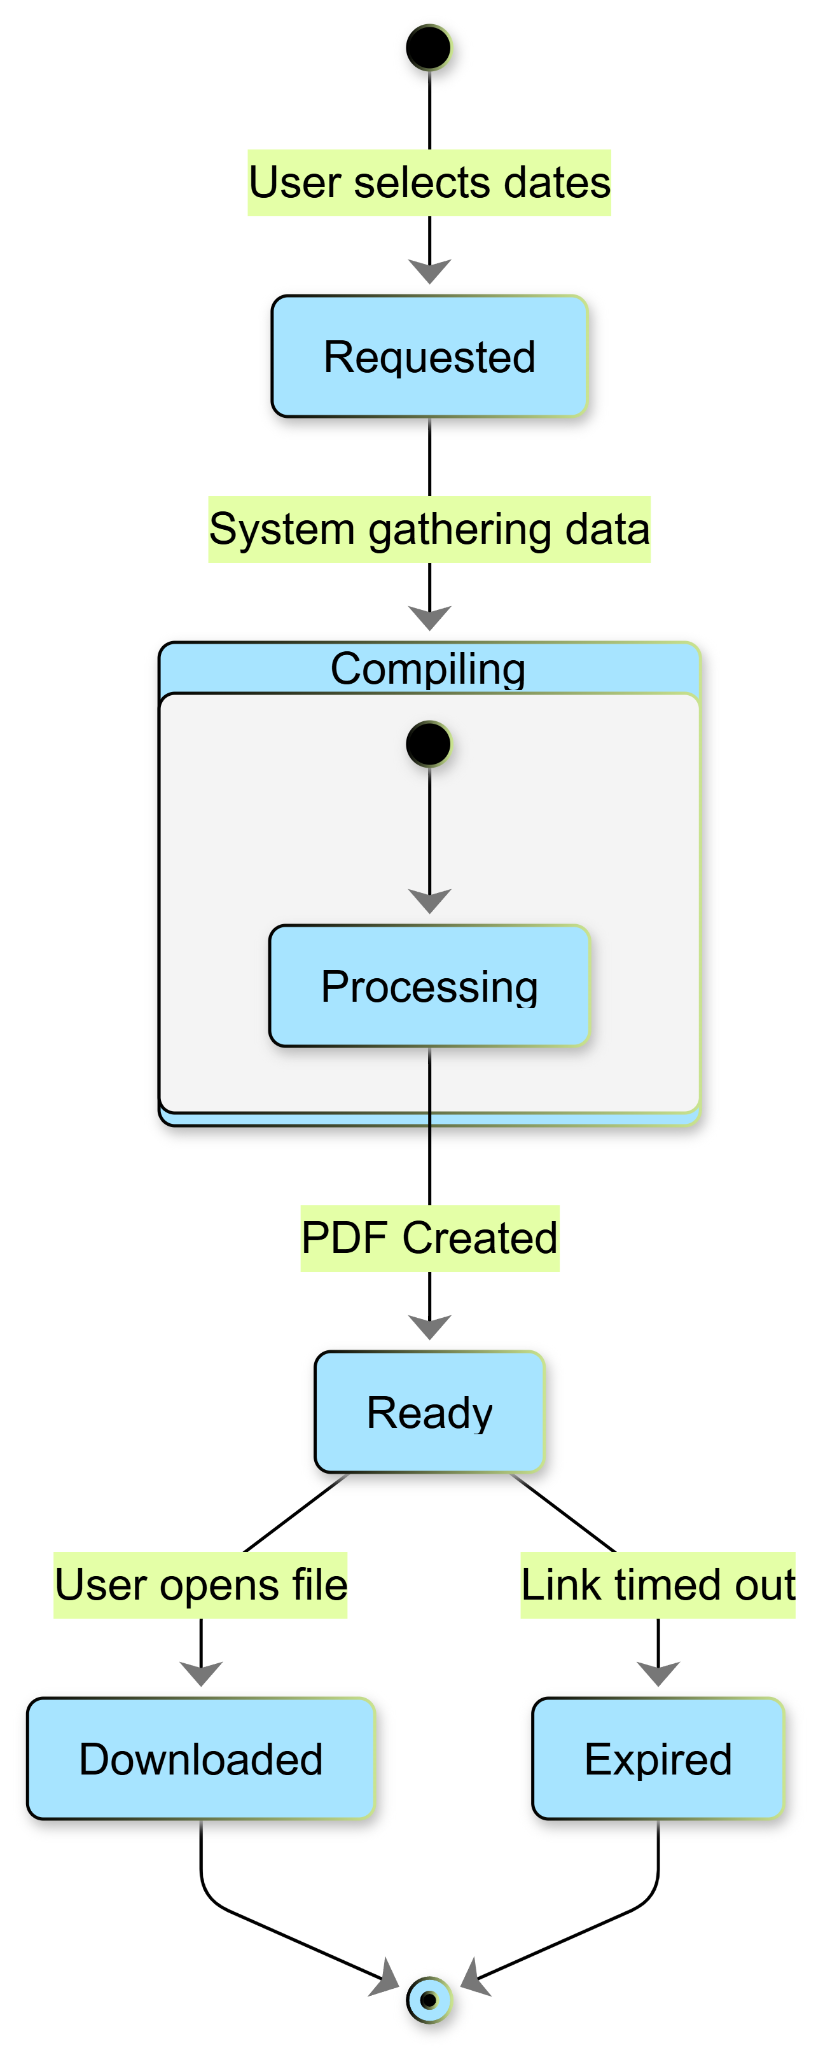 User selects dates
Requested
System gathering data
Compiling
Processing
PDF Created
Ready
User opens file
Link timed out
Downloaded
Expired